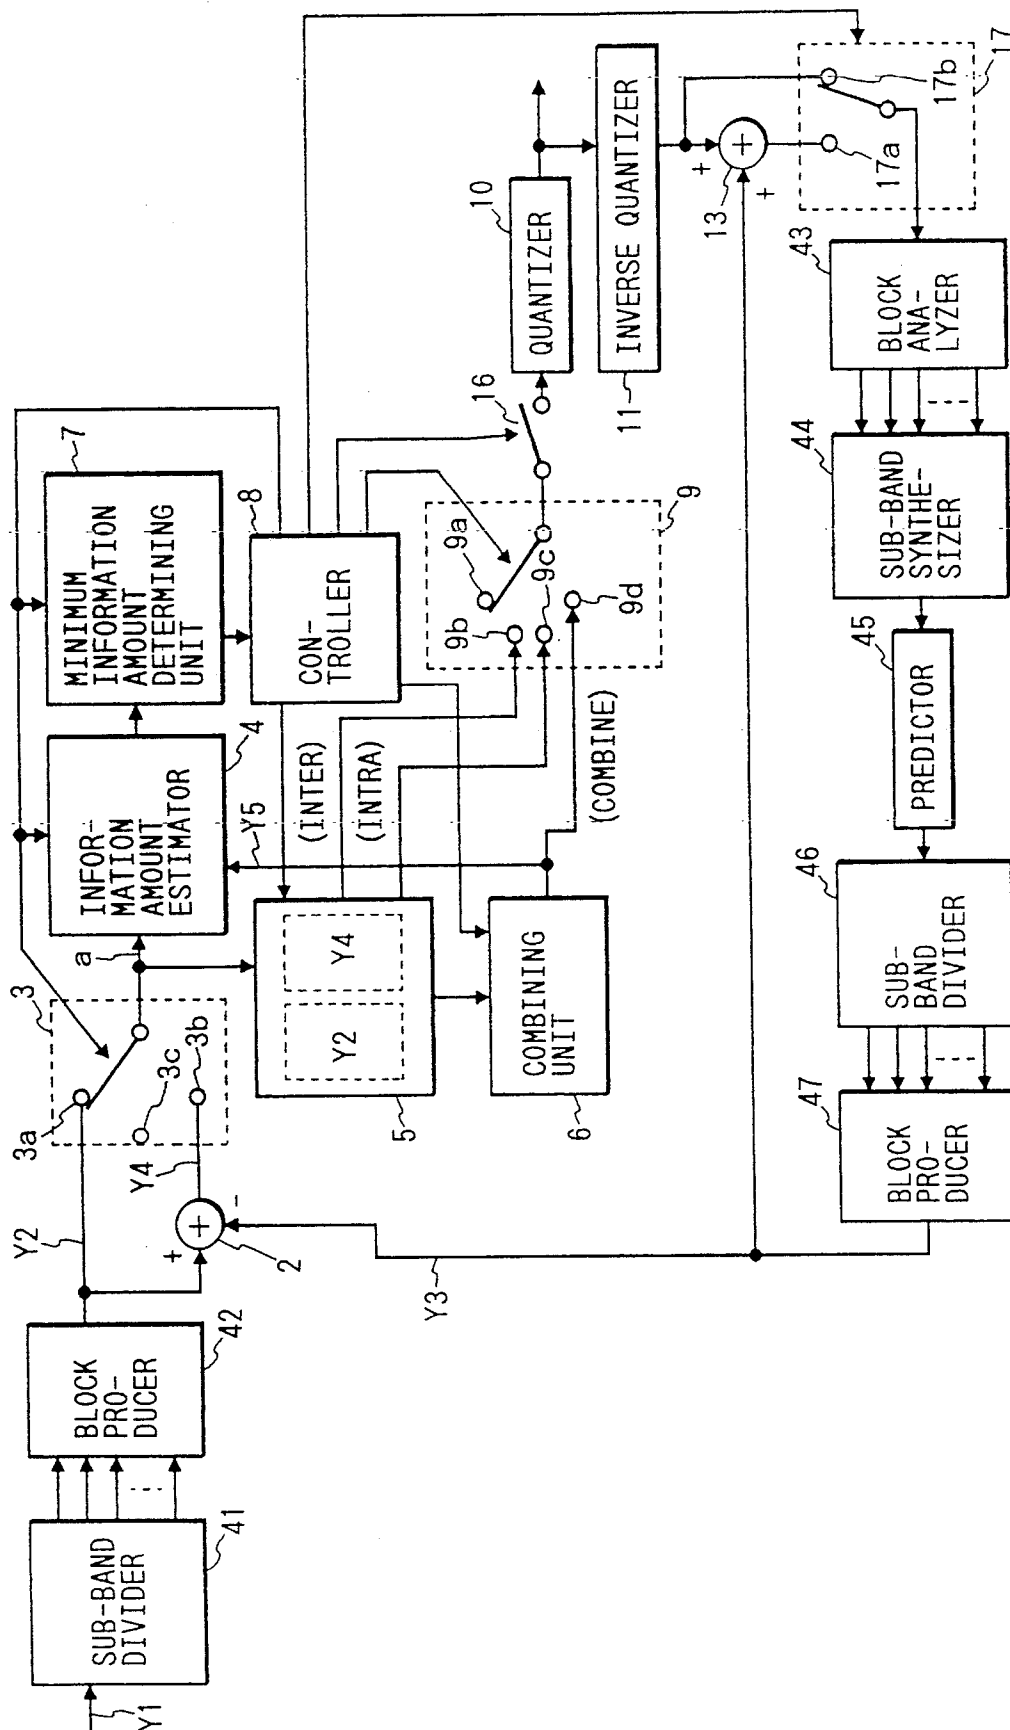 Y1
SUB-BAND
DIVIDER
41
BLOCK
PRO-
DUCER
42
Y2
+
-
+
2
Y4
Y3
3
3a
3b
3c
a
INFOR-
MATION
AMOUNT
ESTIMATOR
4
MINIMUM
INFORMATION
AMOUNT
DETERMINING
UNIT
7
Y5
Y2
Y4
5
COMBINING
UNIT
6
CON-
TROLLER
8
(INTER)
(INTRA)
(COMBINE)
9
9a
9b
9c
9d
16
QUANTIZER
10
INVERSE QUANTIZER
11
+
+
+
13
17
17a
17b
BLOCK
ANA-
LYZER
43
SUB-BAND
SYNTHE-
SIZER
44
PREDICTOR
45
SUB-
BAND
DIVIDER
46
BLOCK
PRO-
DUCER
47